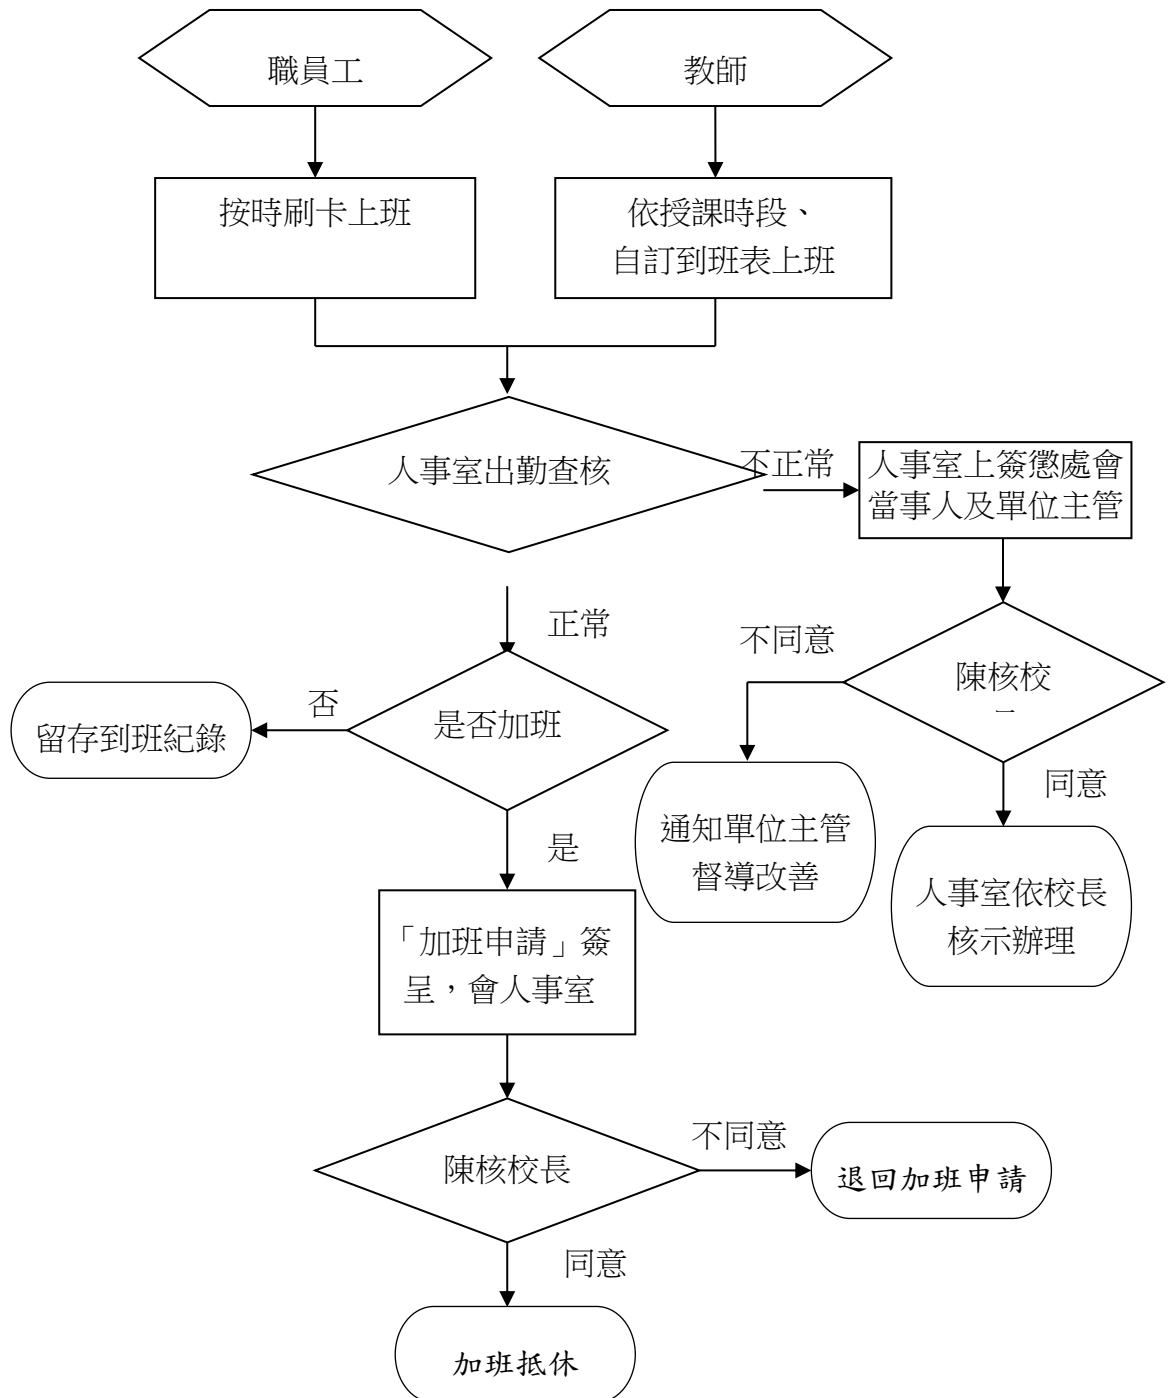 職員工
教師
按時刷卡上班
依授課時段、
自訂到班表上班
人事室出勤查核
不正常
人事室上簽懲處會
當事人及單位主管
正常
不同意
陳核校
否
是否加班
留存到班紀錄
同意
通知單位主管
督導改善
是
人事室依校長
核示辦理
「加班申請」簽
呈，會人事室
不同意
陳核校長
退回加班申請
同意
加班抵休